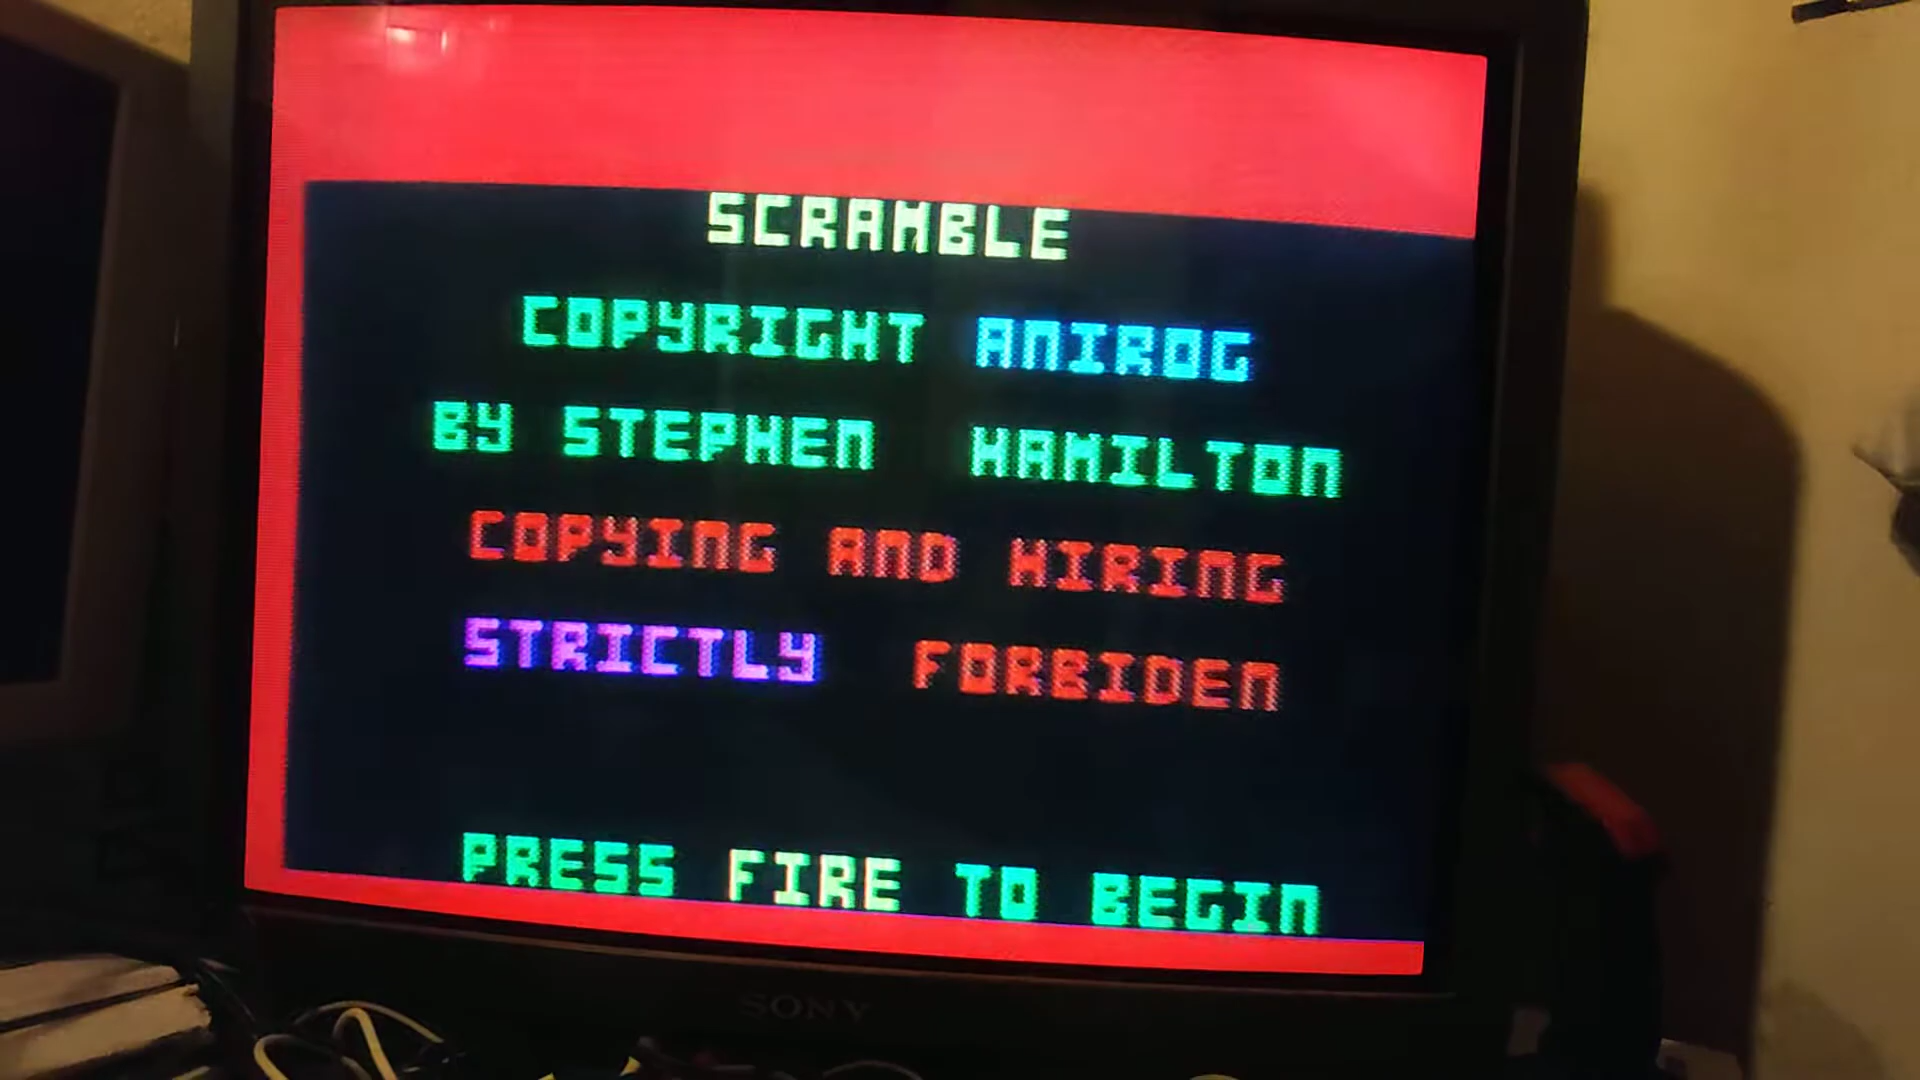 SCRAMBLE
COPYRIGHT ANIROG
BY STEPHEN HAMILTON
COPYING AND HIRING
STRICTLY FORBIDEN
PRESS FIRE TO BEGIN
SONY